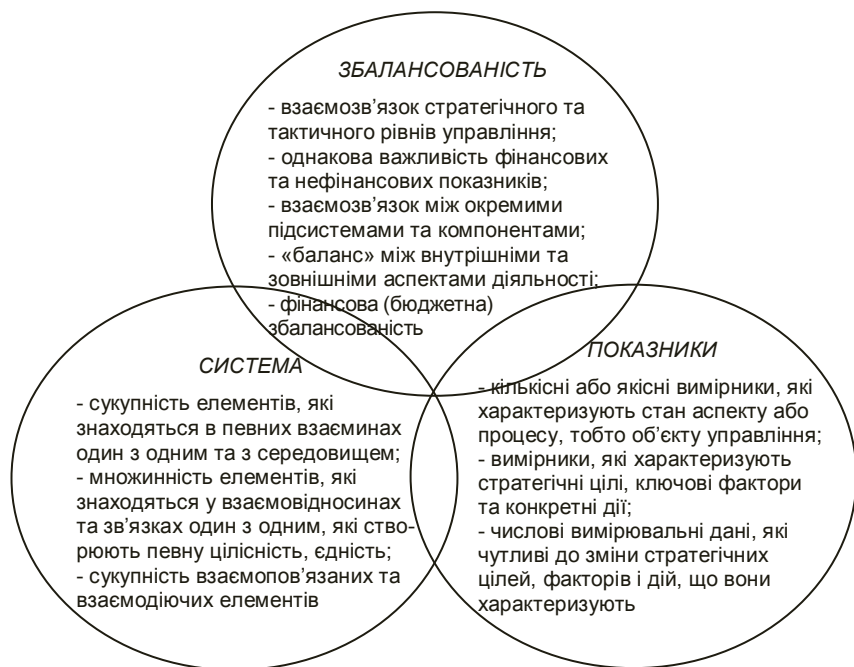 ЗБАЛАНСОВАНІСТЬ
- взаємозв’язок стратегічного та
тактичного рівнів управління;
- однакова важливість фінансових
та нефінансових показників;
- взаємозв’язок між окремими
підсистемами та компонентами;
- «баланс» між внутрішніми та
зовнішніми аспектами діяльності;
- фінансова (бюджетна)
збалансованість
СИСТЕМА
- сукупність елементів, які
знаходяться в певних взаєминах
один з одним та з середовищем;
- множинність елементів, які
знаходяться у взаємовідносинах
та зв’язках один з одним, які ство-
рюють певну цілісність, єдність;
- сукупність взаємопов’язаних та
взаємодіючих елементів
ПОКАЗНИКИ
- кількісні або якісні вимірники, які
характеризують стан аспекту або
процесу, тобто об’єкту управління;
- вимірники, які характеризують
стратегічні цілі, ключові фактори
та конкретні дії;
- числові вимірювальні дані, які
чутливі до зміни стратегічних
цілей, факторів і дій, що вони
характеризують